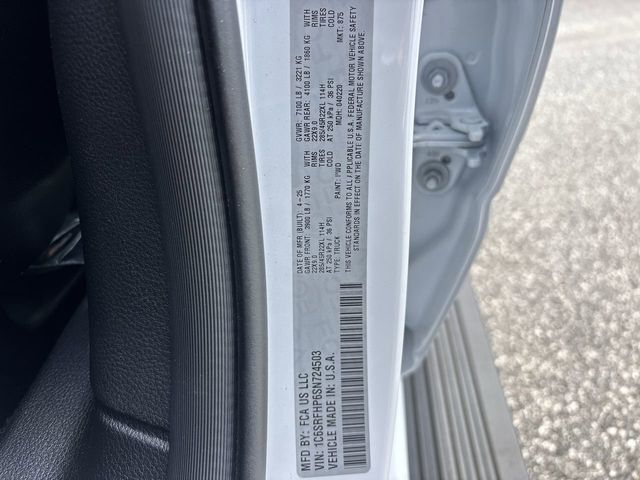 MFD BY: FCA US LLC
VIN: 1C6SRFHP6SN724503
VEHICLE MADE IN: U.S.A.
DATE OF MFR (BUILT): 4-25 GVWR: 7100 LB / 3221 KG
GAWR FRONT: 3900 LB / 1770 KG WITH GAWR REAR: 4100 LB / 1860 KG WITH
22X9.0 RIMS 22X9.0 RIMS
285/45R22XL 114H TIRES 285/45R22XL 114H TIRES
AT 250 kPa / 36 PSI COLD AT 250 kPa / 36 PSI COLD
TYPE: TRUCK PAINT: PWD MDH: 040220 MKT: 875
THIS VEHICLE CONFORMS TO ALL APPLICABLE U.S.A. FEDERAL MOTOR VEHICLE SAFETY
STANDARDS IN EFFECT ON THE DATE OF MANUFACTURE SHOWN ABOVE.